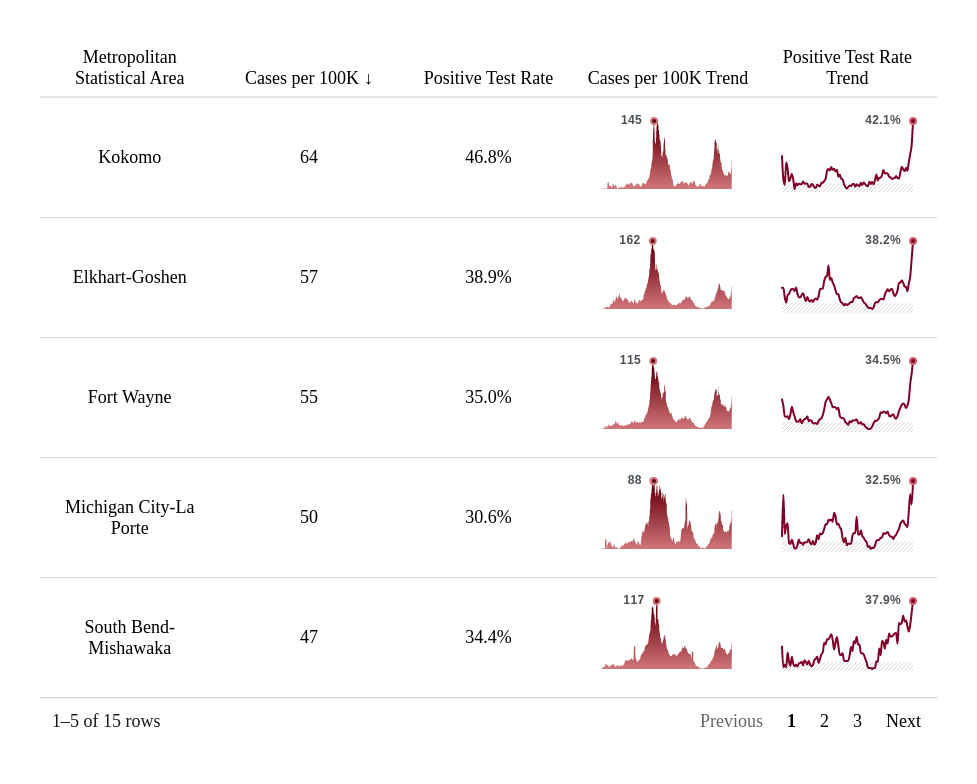 Metropolitan
Statistical Area
Cases per 100K ↓
Positive Test Rate
Cases per 100K Trend
Positive Test Rate
Trend
Kokomo
64
46.8%
145
42.1%
Elkhart-Goshen
57
38.9%
162
38.2%
Fort Wayne
55
35.0%
115
34.5%
Michigan City-La
Porte
50
30.6%
88
32.5%
South Bend-
Mishawaka
47
34.4%
117
37.9%
1–5 of 15 rows
Previous 1 2 3 Next